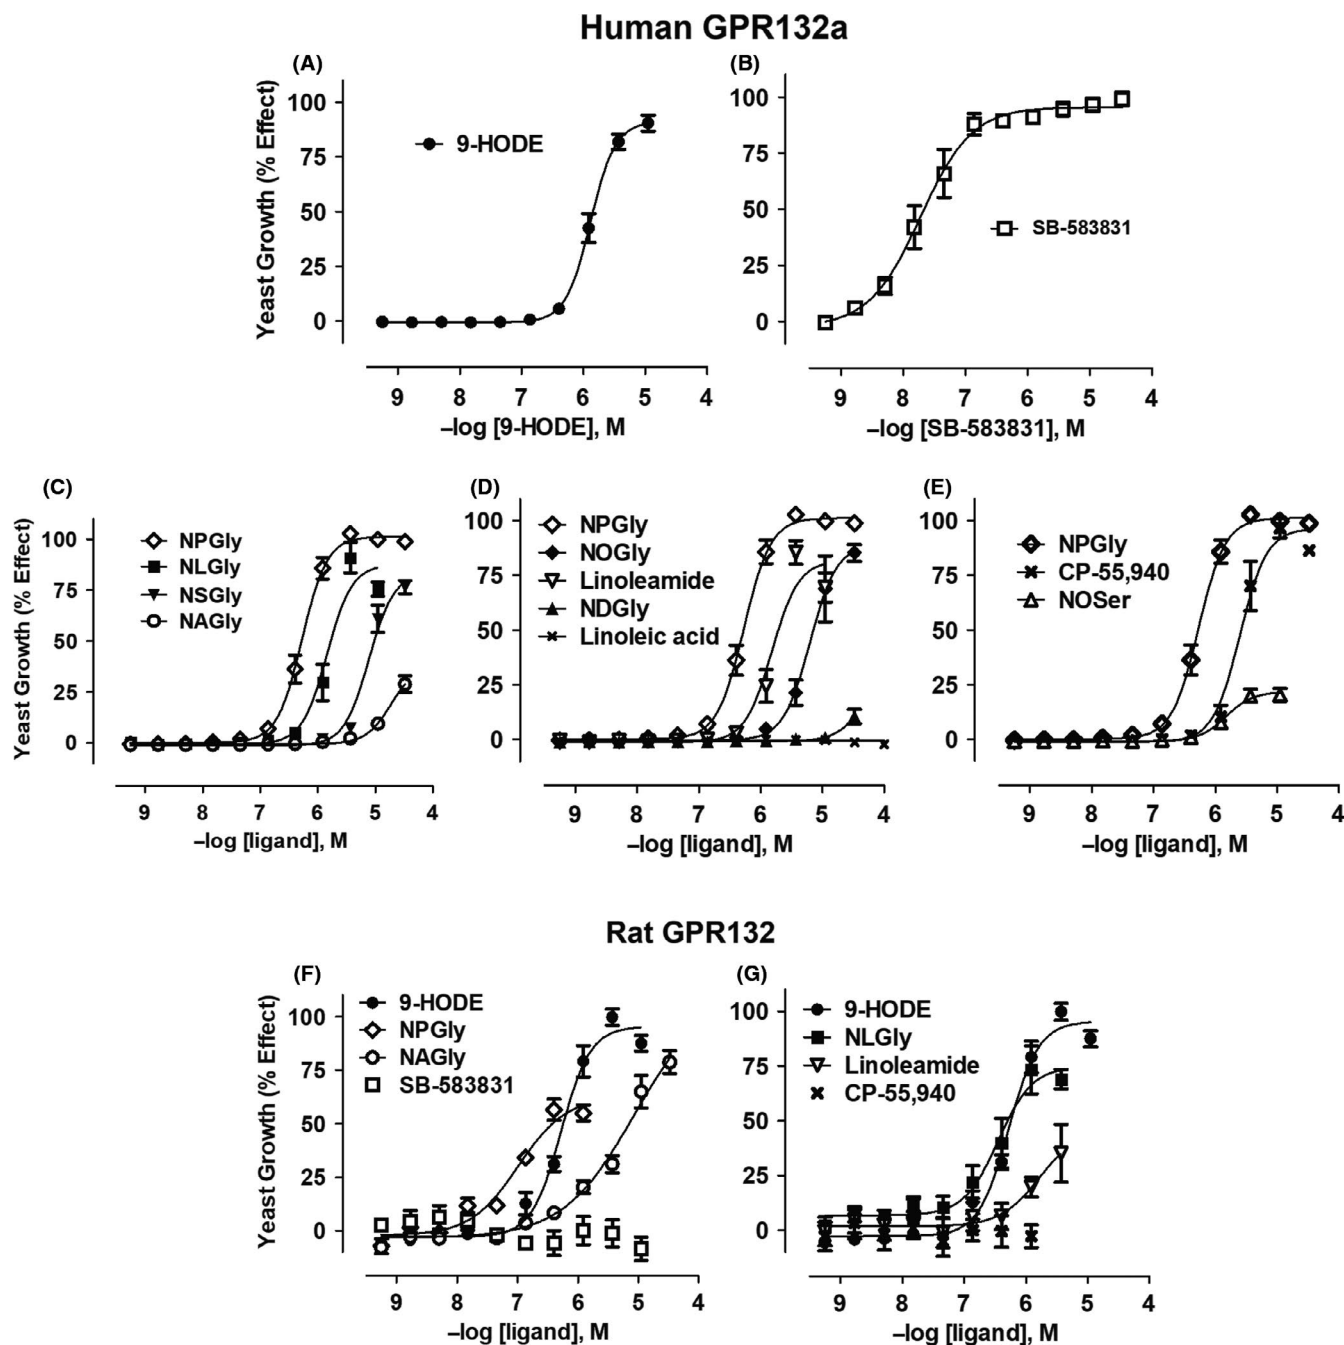 Human GPR132a
(A)
Yeast Growth (% Effect)
100
75
50
25
0
9-HODE
9 8 7 6 5 4
–log [9-HODE], M
(B)
100
75
50
25
0
SB-583831
9 8 7 6 5 4
–log [SB-583831], M
(C)
Yeast Growth (% Effect)
100
75
50
25
0
NPGly
NLGly
NSGly
NAGly
9 8 7 6 5 4
–log [ligand], M
(D)
100
75
50
25
0
NPGly
NOGly
Linoleamide
NDGly
Linoleic acid
9 8 7 6 5 4
–log [ligand], M
(E)
100
75
50
25
0
NPGly
CP-55,940
NOSer
9 8 7 6 5 4
–log [ligand], M
Rat GPR132
(F)
Yeast Growth (% Effect)
100
75
50
25
0
9-HODE
NPGly
NAGly
SB-583831
9 8 7 6 5 4
–log [ligand], M
(G)
100
75
50
25
0
9-HODE
NLGly
Linoleamide
CP-55,940
9 8 7 6 5 4
–log [ligand], M